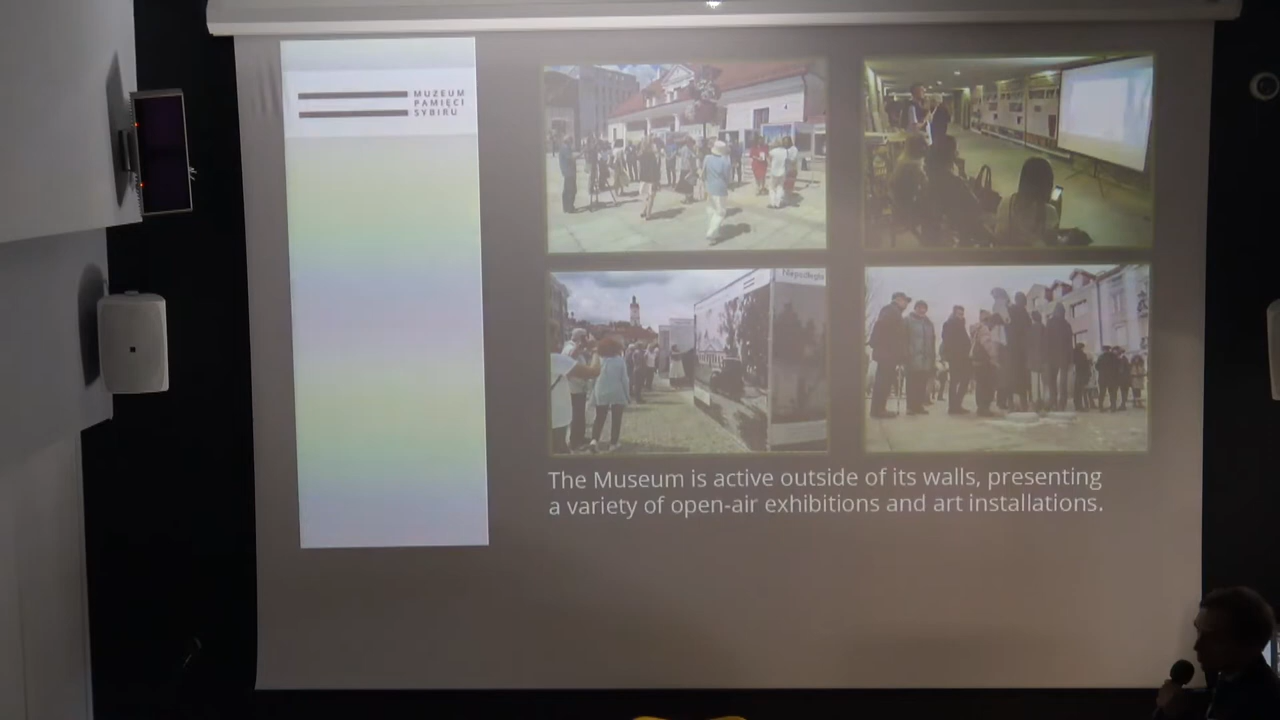 MUZEUM
PAMIĘCI
SYBIRU
The Museum is active outside of its walls, presenting
a variety of open-air exhibitions and art installations.